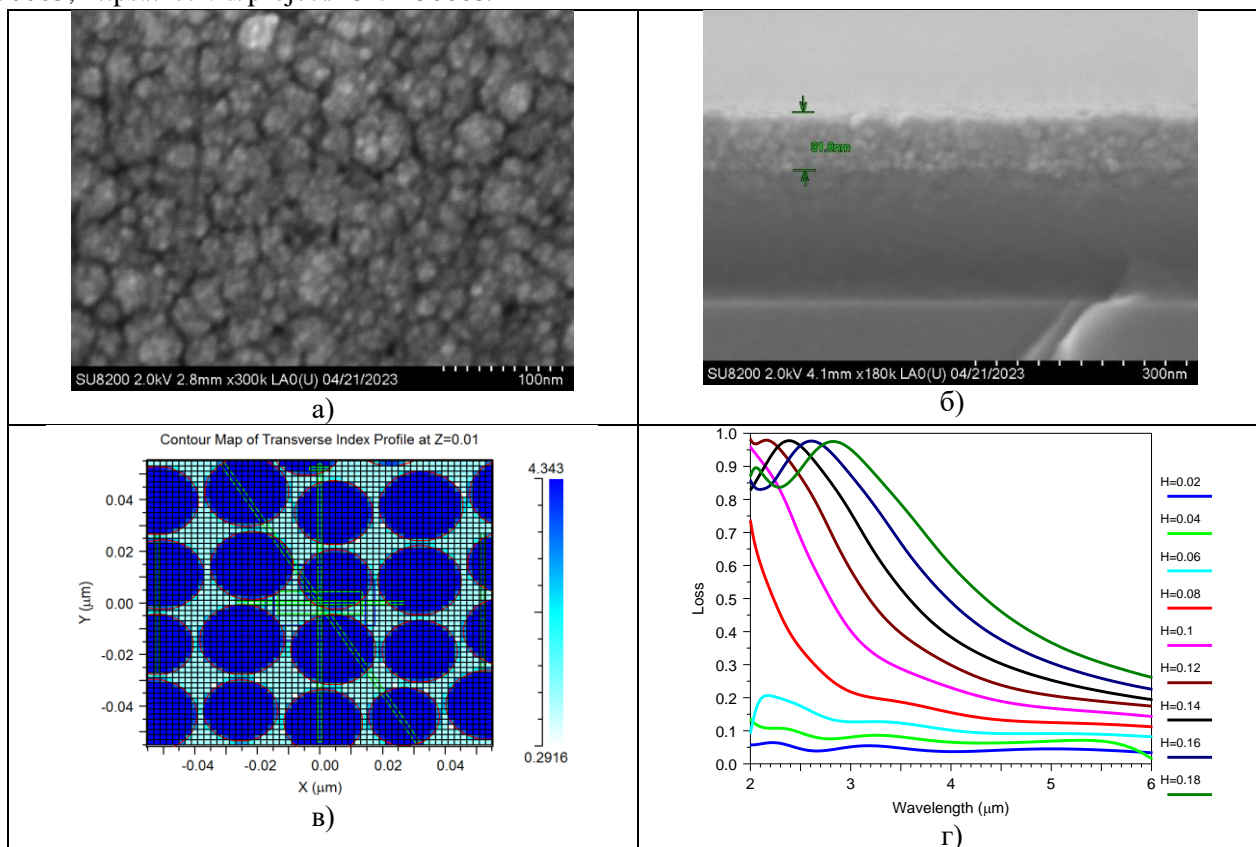 81.0nm
SU8200 2.0kV 2.8mm x300k LA0(U) 04/21/2023 100nm
SU8200 2.0kV 4.1mm x180k LA0(U) 04/21/2023 300nm
а)
б)
Contour Map of Transverse Index Profile at Z=0.01
4.343
0.2916
0.04
0.02
0.00
-0.02
-0.04
Y (μm)
-0.04 -0.02 0.00 0.02 0.04
X (μm)
в)
1.0
0.9
0.8
0.7
0.6
0.5
0.4
0.3
0.2
0.1
0.0
Loss
2 3 4 5 6
Wavelength (μm)
H=0.02
H=0.04
H=0.06
H=0.08
H=0.1
H=0.12
H=0.14
H=0.16
H=0.18
г)